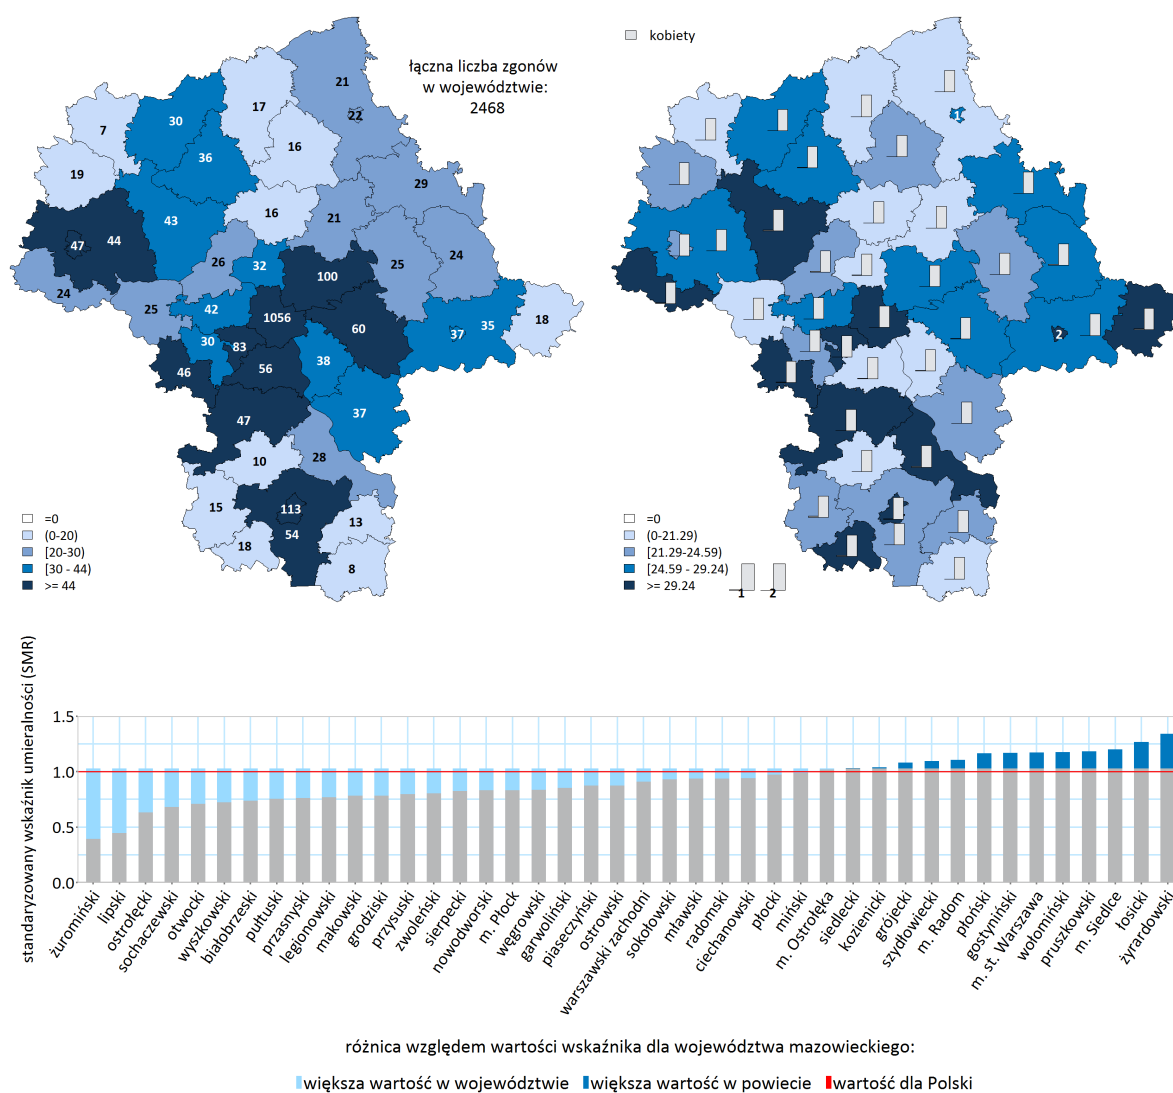 łączna liczba zgonów
w województwie:
2468
21
22
17
30
7
16
36
19
29
16
21
43
44
47
24
26
25
32
100
24
25
42
1056
60
35
37
18
30
83
46
56
38
37
47
10
28
15
113
54
13
18
8
=0
(0-20)
[20-30)
[30 - 44)
>= 44
kobiety
1
2
=0
(0-21.29)
[21.29-24.59)
[24.59 - 29.24)
>= 29.24
1
2
standaryzowany wskaźnik umieralności (SMR)
1.5
1.0
0.5
0.0
żuromiński
lipski
ostrołęcki
sochaczewski
otwocki
wyszkowski
białobrzeski
pułtuski
przasnyski
legionowski
makowski
grodziski
przysuski
zwoleński
sierpecki
nowodworski
m. Płock
węgrowski
garwoliński
piaseczyński
ostrowski
warszawski zachodni
sokołowski
mławski
radomski
ciechanowski
płocki
miński
m. Ostrołęka
siedlecki
kozienicki
grójecki
szydłowiecki
m. Radom
płoński
gostyniński
m. st. Warszawa
wołomiński
pruszkowski
m. Siedlce
łosicki
żyrardowski
różnica względem wartości wskaźnika dla województwa mazowieckiego:
większa wartość w województwie większa wartość w powiecie wartość dla Polski